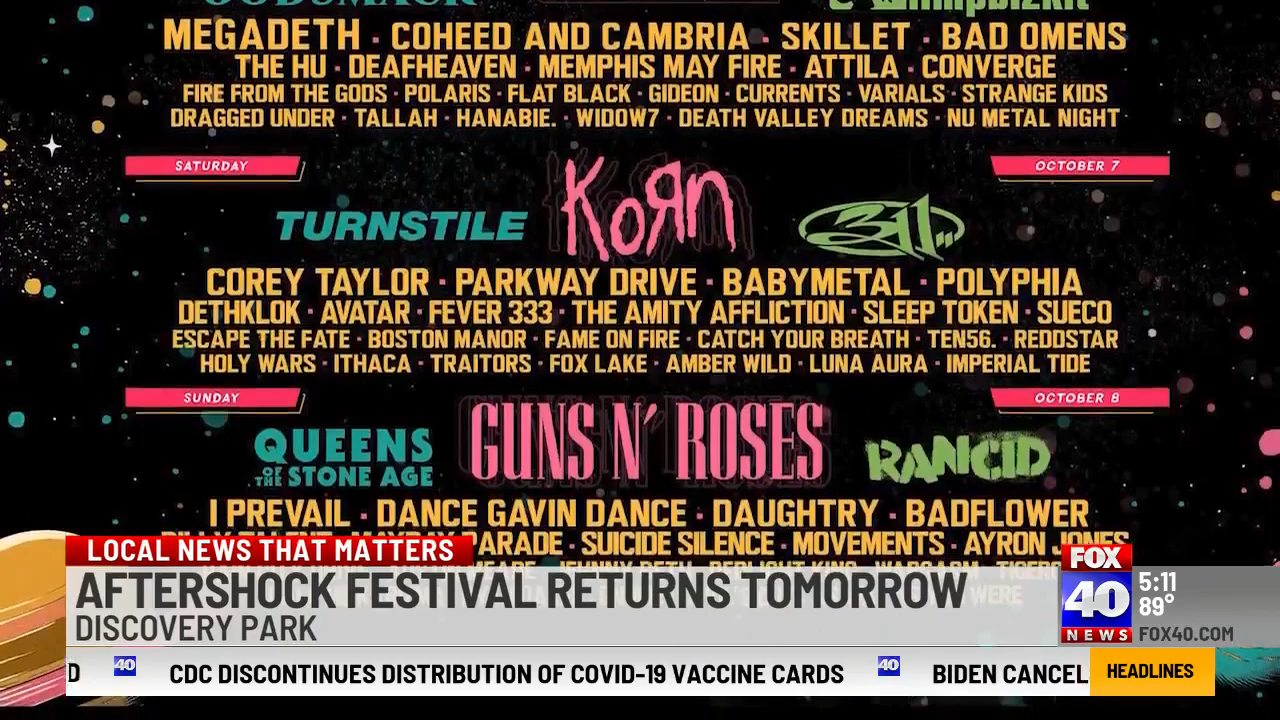 GODSMACK limpbizkit
MEGADETH · COHEED AND CAMBRIA · SKILLET · BAD OMENS
THE HU · DEAFHEAVEN · MEMPHIS MAY FIRE · ATTILA · CONVERGE
FIRE FROM THE GODS · POLARIS · FLAT BLACK · GIDEON · CURRENTS · VARIALS · STRANGE KIDS
DRAGGED UNDER · TALLAH · HANABIE. · WIDOW7 · DEATH VALLEY DREAMS · NU METAL NIGHT
SATURDAY OCTOBER 7
TURNSTILE KoЯn 311
COREY TAYLOR · PARKWAY DRIVE · BABYMETAL · POLYPHIA
DETHKLOK · AVATAR · FEVER 333 · THE AMITY AFFLICTION · SLEEP TOKEN · SUECO
ESCAPE THE FATE · BOSTON MANOR · FAME ON FIRE · CATCH YOUR BREATH · TEN56. · REDDSTAR
HOLY WARS · ITHACA · TRAITORS · FOX LAKE · AMBER WILD · LUNA AURA · IMPERIAL TIDE
SUNDAY OCTOBER 8
QUEENS OF THE STONE AGE GUNS N' ROSES RANCID
I PREVAIL · DANCE GAVIN DANCE · DAUGHTRY · BADFLOWER
PARADE · SUICIDE SILENCE · MOVEMENTS · AYRON JONES
LOCAL NEWS THAT MATTERS
AFTERSHOCK FESTIVAL RETURNS TOMORROW
DISCOVERY PARK
FOX 40 NEWS
5:11
89°
FOX40.COM
D 40 CDC DISCONTINUES DISTRIBUTION OF COVID-19 VACCINE CARDS 40 BIDEN CANCEL HEADLINES